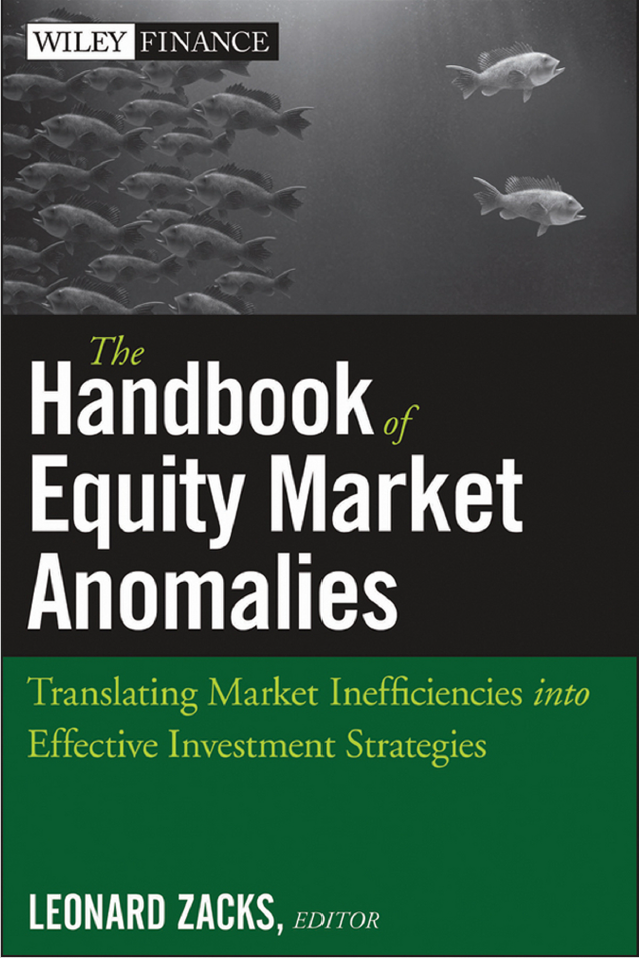 WILEY FINANCE
The
Handbook of
Equity Market
Anomalies
Translating Market Inefficiencies into
Effective Investment Strategies
LEONARD ZACKS, EDITOR